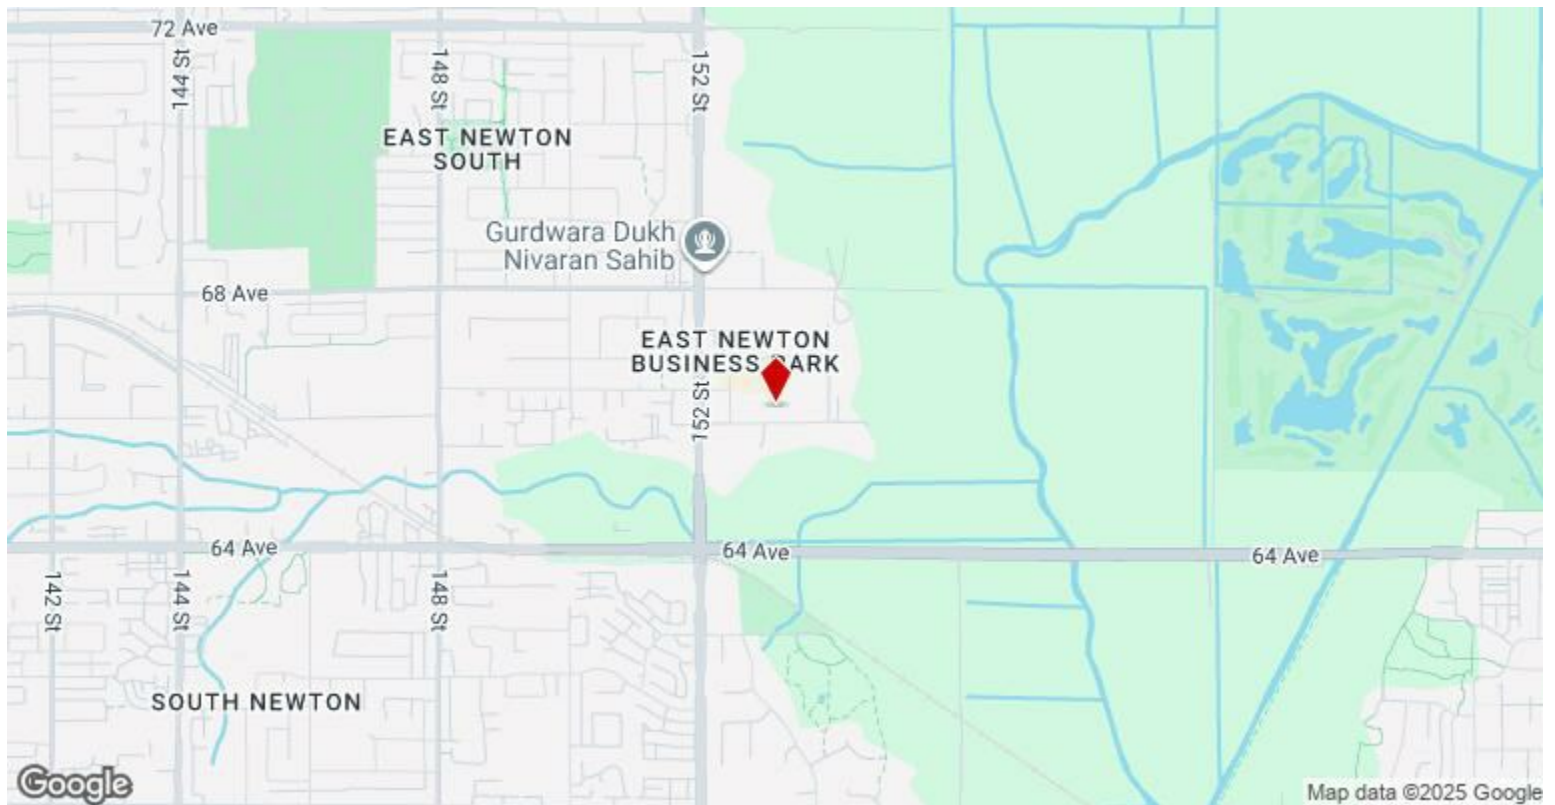 72 Ave
144 St
148 St
152 St
EAST NEWTON
SOUTH
Gurdwara Dukh
Nivaran Sahib
68 Ave
EAST NEWTON
BUSINESS PARK
152 St
64 Ave
64 Ave
64 Ave
142 St
144 St
148 St
SOUTH NEWTON
Google
Map data ©2025 Google